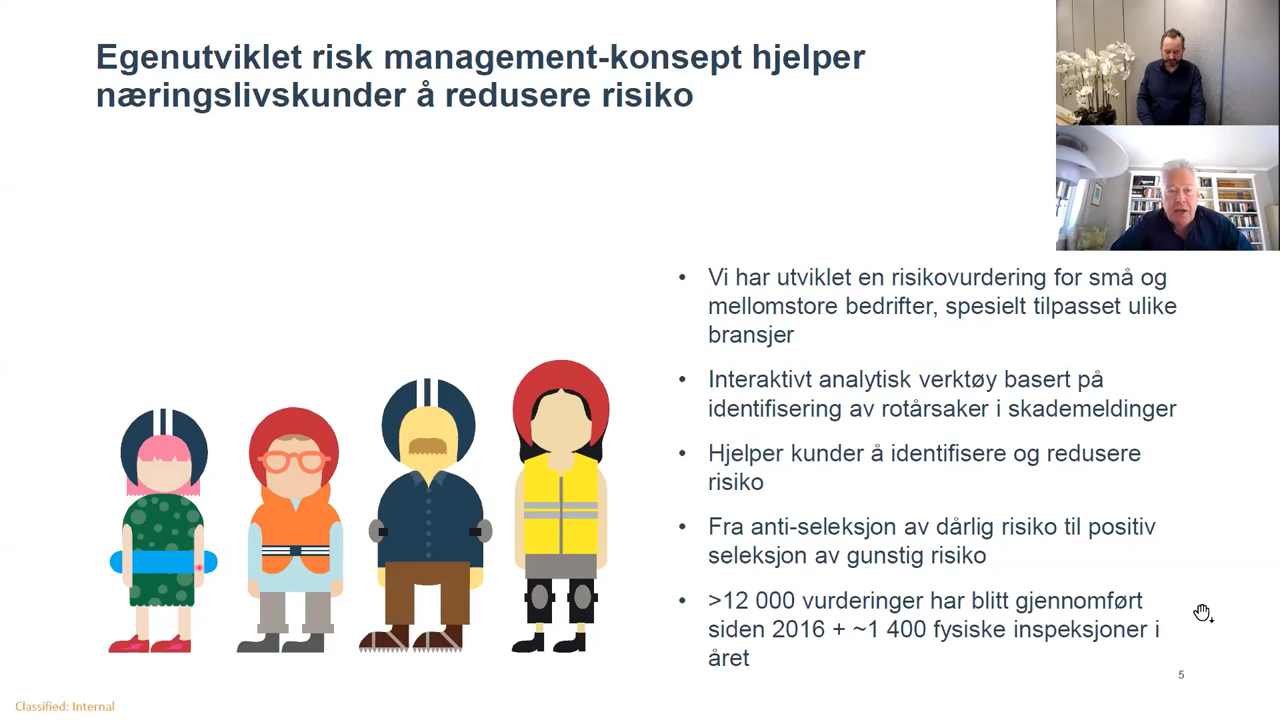 Egenutviklet risk management-konsept hjelper
næringslivskunder å redusere risiko
• Vi har utviklet en risikovurdering for små og
mellomstore bedrifter, spesielt tilpasset ulike
bransjer
• Interaktivt analytisk verktøy basert på
identifisering av rotårsaker i skademeldinger
• Hjelper kunder å identifisere og redusere
risiko
• Fra anti-seleksjon av dårlig risiko til positiv
seleksjon av gunstig risiko
• >12 000 vurderinger har blitt gjennomført
siden 2016 + ~1 400 fysiske inspeksjoner i
året
5
Classified: Internal